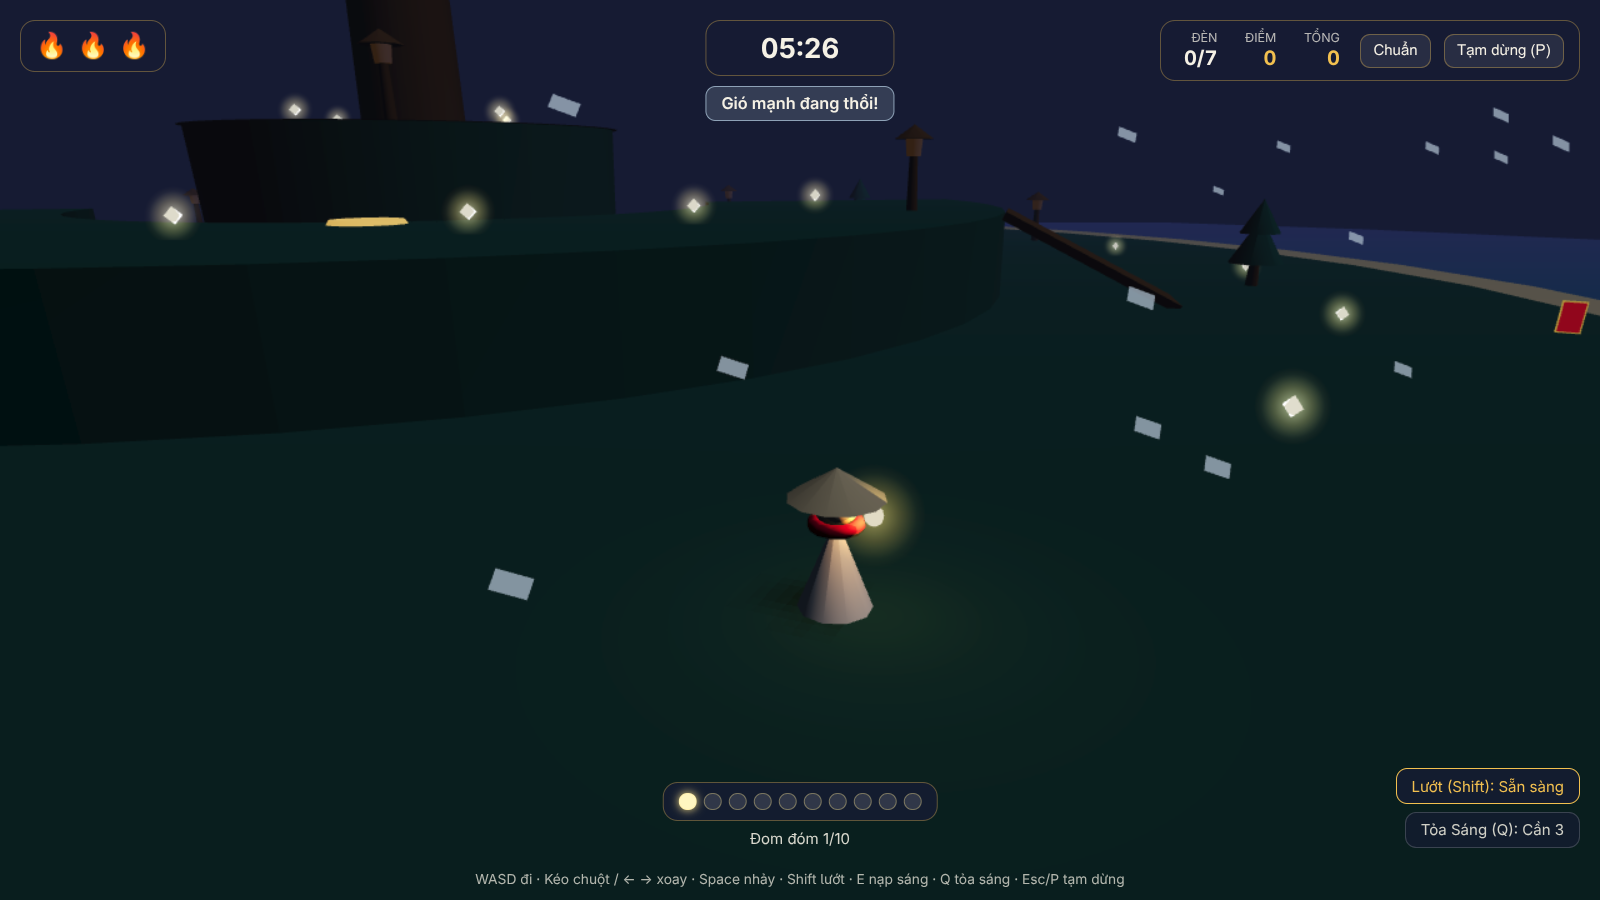 05:26
Gió mạnh đang thổi!
ĐÈN
0/7
ĐIỂM
0
TỔNG
0
Chuẩn
Tạm dừng (P)
Lướt (Shift): Sẵn sàng
Tỏa Sáng (Q): Cần 3
Đom đóm 1/10
WASD đi · Kéo chuột / ← → xoay · Space nhảy · Shift lướt · E nạp sáng · Q tỏa sáng · Esc/P tạm dừng